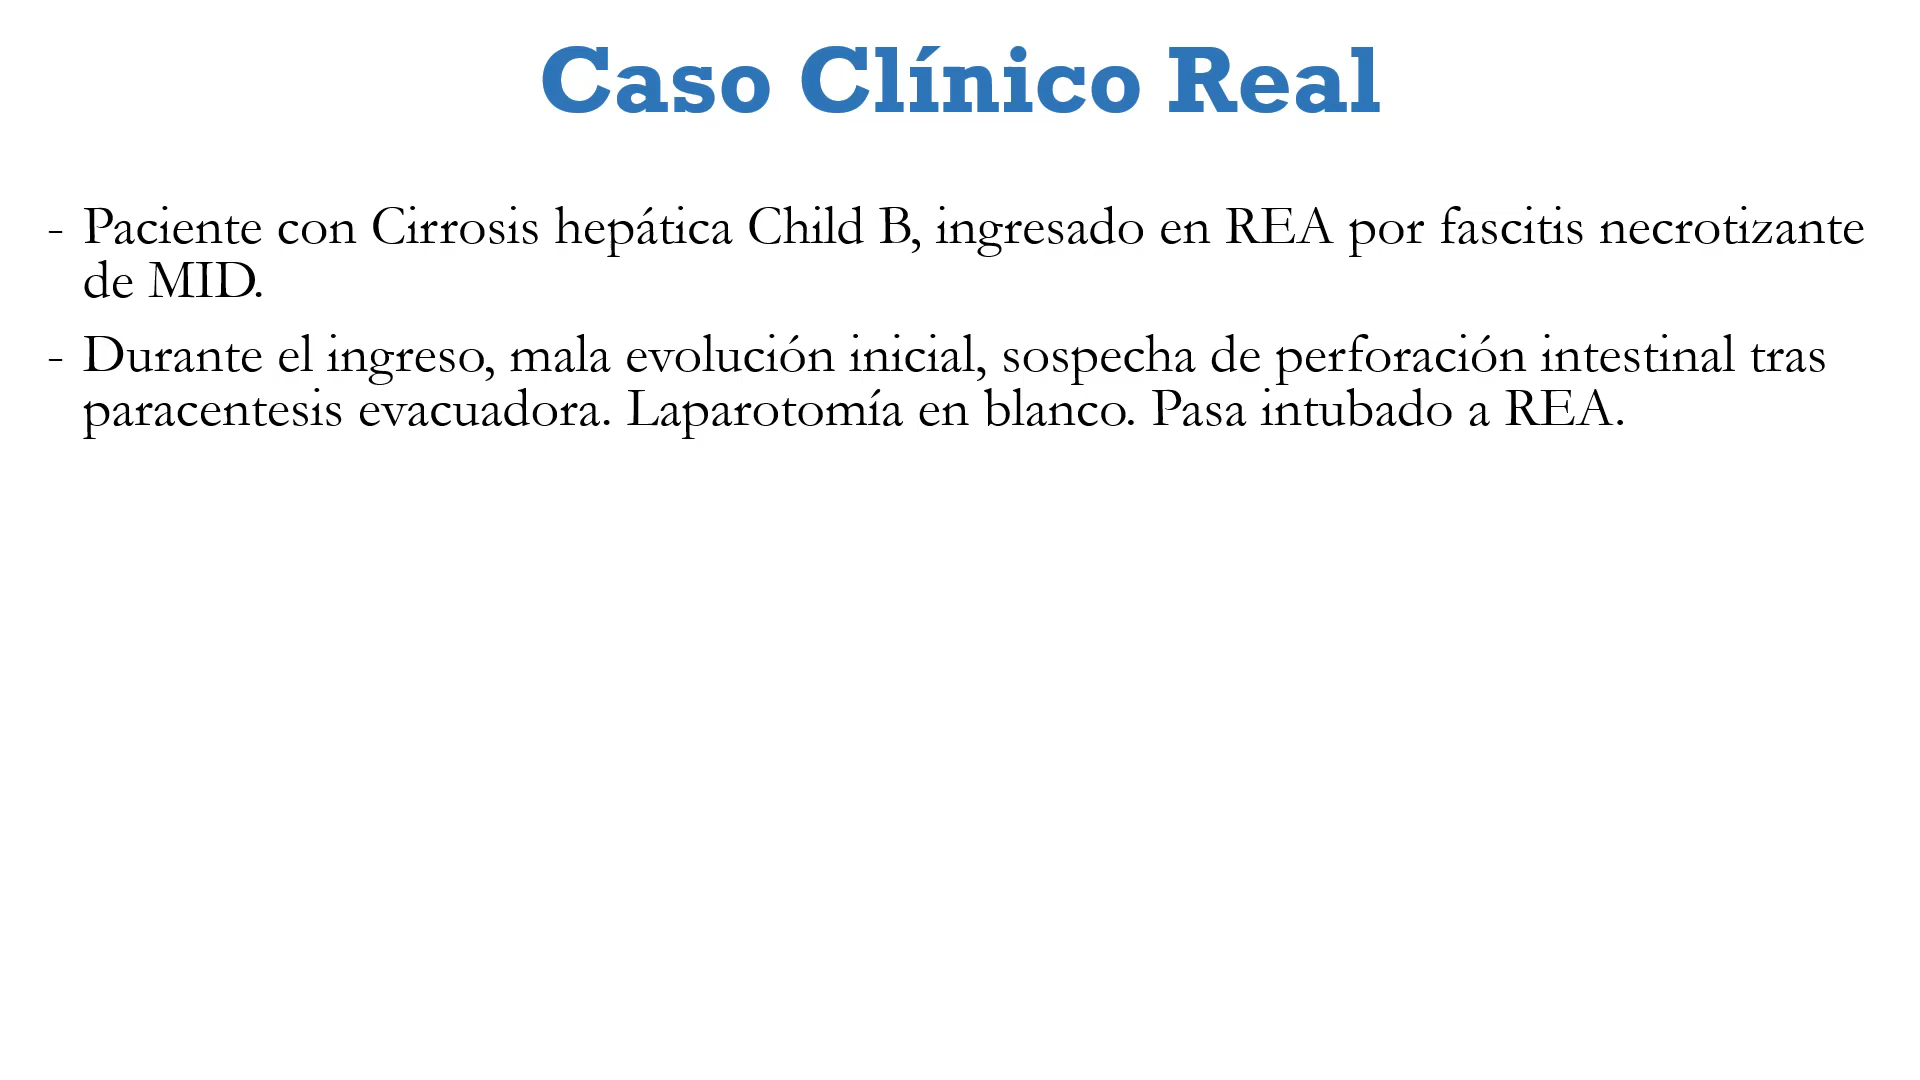 Caso Clínico Real
- Paciente con Cirrosis hepática Child B, ingresado en REA por fascitis necrotizante
de MID.
- Durante el ingreso, mala evolución inicial, sospecha de perforación intestinal tras
paracentesis evacuadora. Laparotomía en blanco. Pasa intubado a REA.